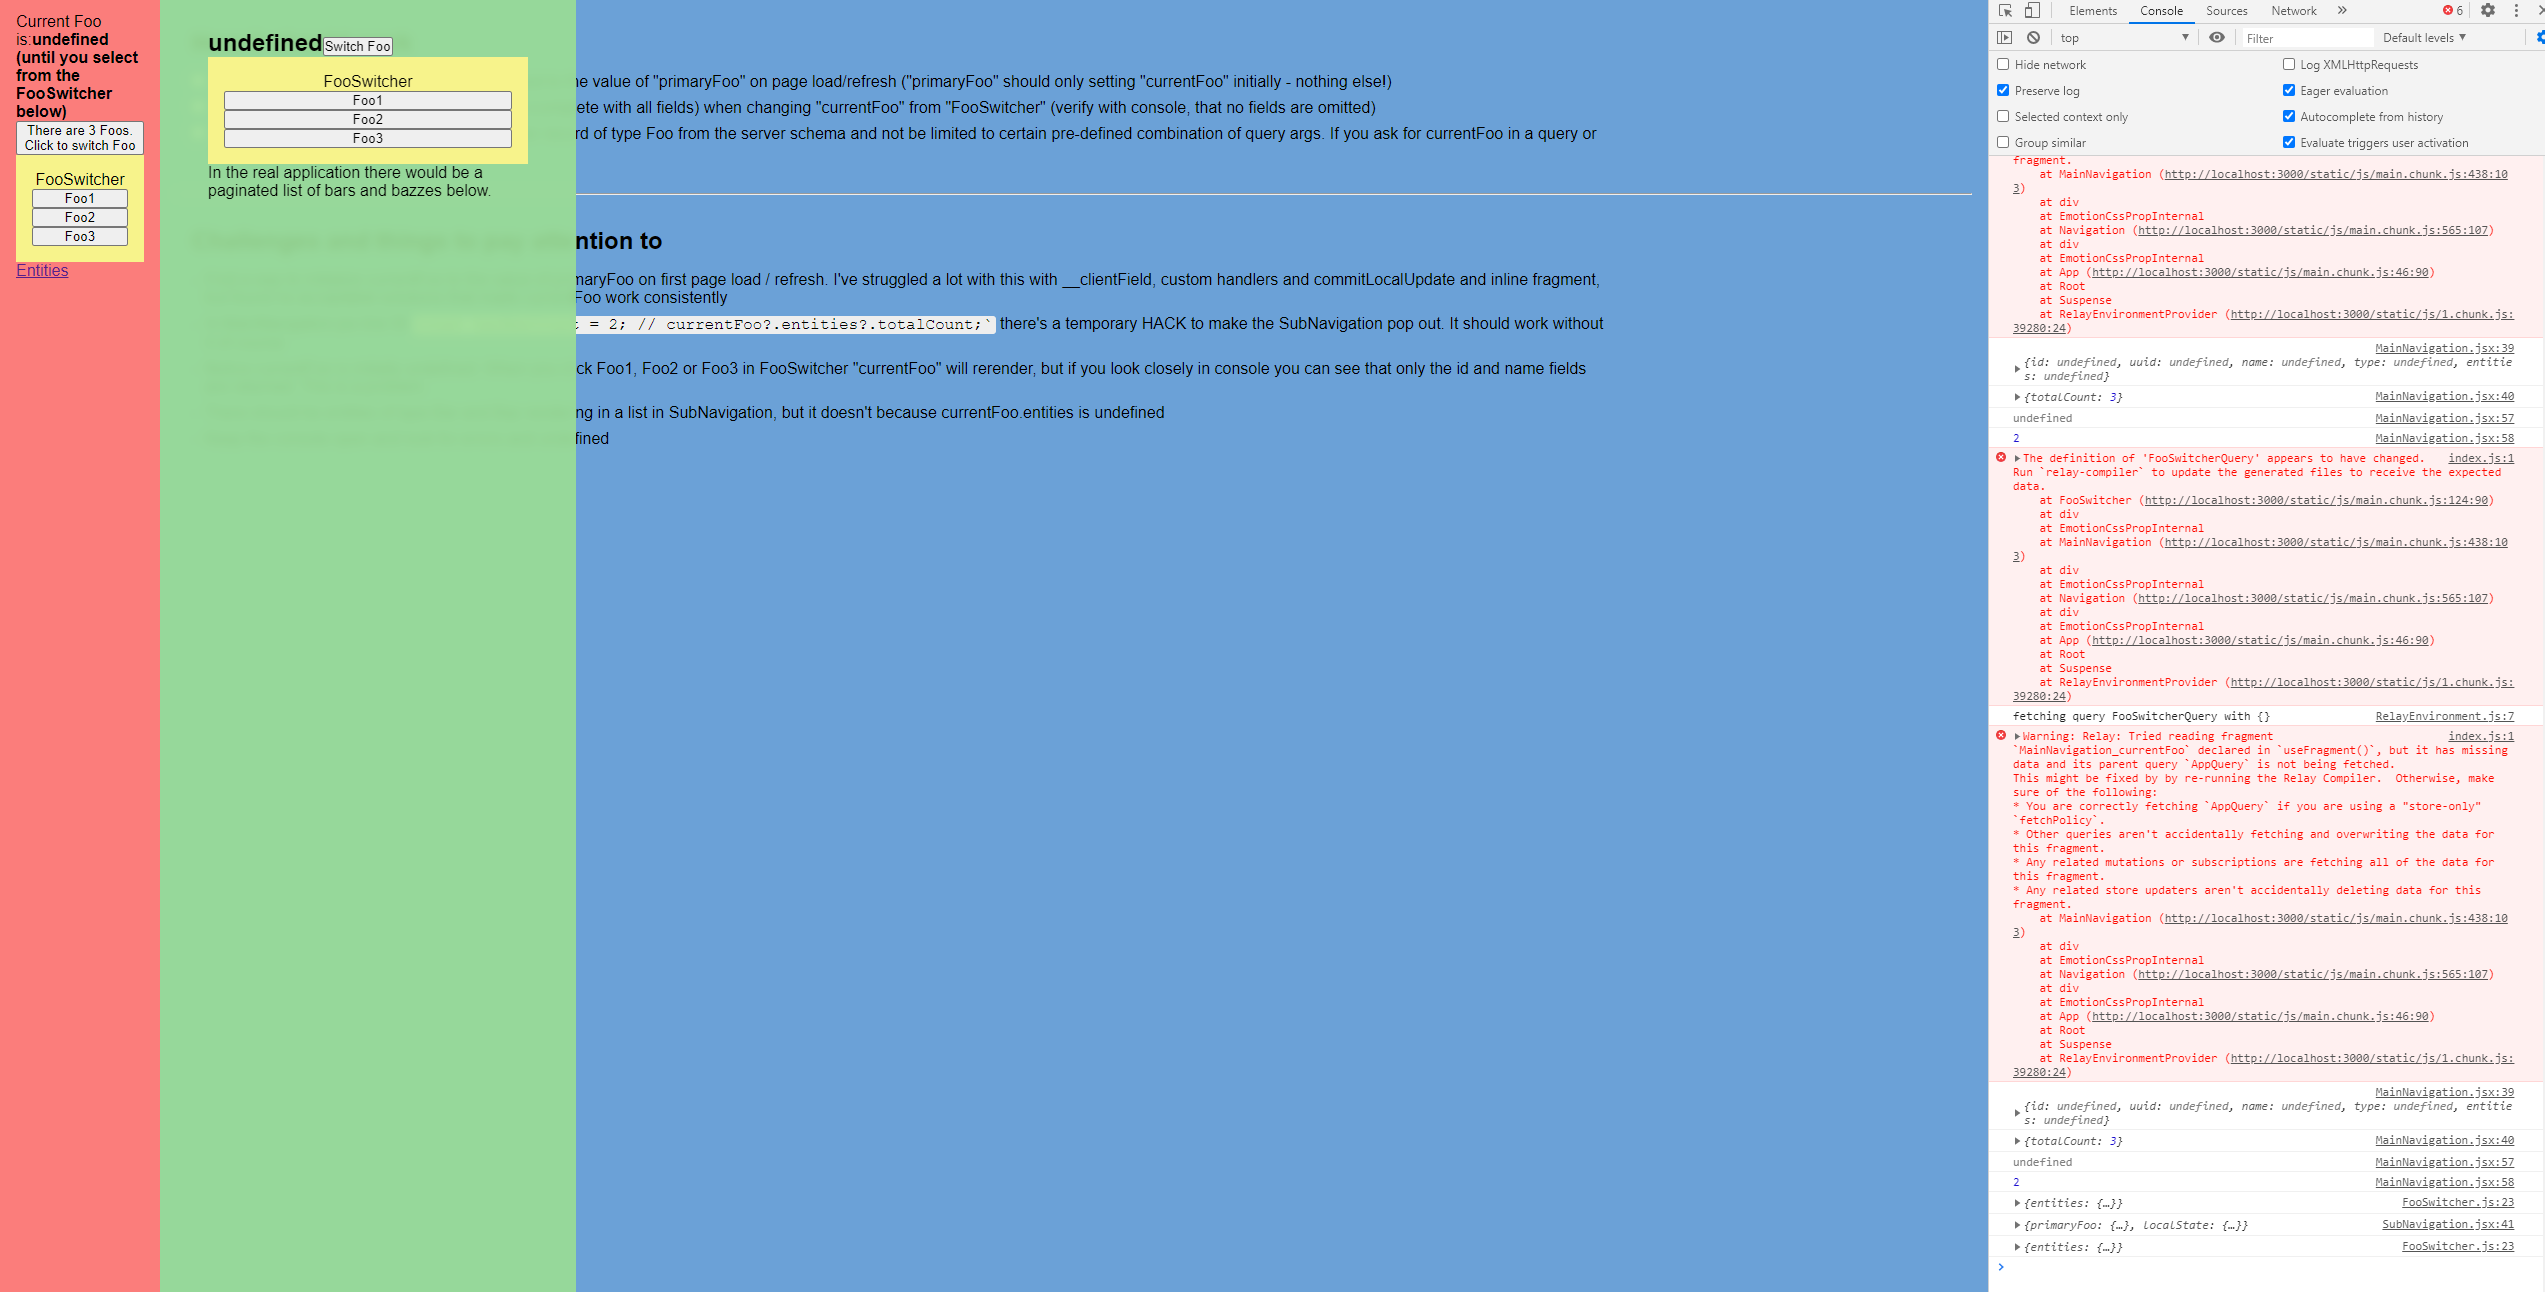 Current Foo
is:undefined
(until you select
from the
FooSwitcher
below)
There are 3 Foos.
Click to switch Foo
FooSwitcher
Foo1
Foo2
Foo3
Entities
undefined Switch Foo
FooSwitcher
Foo1
Foo2
Foo3
In the real application there would be a
paginated list of bars and bazzes below.
value of "primaryFoo" on page load/refresh ("primaryFoo" should only setting "currentFoo" initially - nothing else!)
with all fields) when changing "currentFoo" from "FooSwitcher" (verify with console, that no fields are omitted)
of type Foo from the server schema and not be limited to certain pre-defined combination of query args. If you ask for currentFoo in a query or
to
maryFoo on first page load / refresh. I've struggled a lot with this with __clientField, custom handlers and commitLocalUpdate and inline fragment,
Foo work consistently
= 2; // currentFoo?.entities?.totalCount;` there's a temporary HACK to make the SubNavigation pop out. It should work without
ck Foo1, Foo2 or Foo3 in FooSwitcher "currentFoo" will rerender, but if you look closely in console you can see that only the id and name fields
ng in a list in SubNavigation, but it doesn't because currentFoo.entities is undefined
fined
Elements Console Sources Network » 6
top Filter Default levels
Hide network Log XMLHttpRequests
Preserve log Eager evaluation
Selected context only Autocomplete from history
Group similar Evaluate triggers user activation
fragment.
at MainNavigation (http://localhost:3000/static/js/main.chunk.js:438:10
3)
at div
at EmotionCssPropInternal
at Navigation (http://localhost:3000/static/js/main.chunk.js:565:107)
at div
at EmotionCssPropInternal
at App (http://localhost:3000/static/js/main.chunk.js:46:90)
at Root
at Suspense
at RelayEnvironmentProvider (http://localhost:3000/static/js/1.chunk.js:
39280:24)
MainNavigation.jsx:39
{id: undefined, uuid: undefined, name: undefined, type: undefined, entitie
s: undefined}
{totalCount: 3} MainNavigation.jsx:40
undefined MainNavigation.jsx:57
2 MainNavigation.jsx:58
The definition of 'FooSwitcherQuery' appears to have changed. index.js:1
Run `relay-compiler` to update the generated files to receive the expected
data.
at FooSwitcher (http://localhost:3000/static/js/main.chunk.js:124:90)
at div
at EmotionCssPropInternal
at MainNavigation (http://localhost:3000/static/js/main.chunk.js:438:10
3)
at div
at EmotionCssPropInternal
at Navigation (http://localhost:3000/static/js/main.chunk.js:565:107)
at div
at EmotionCssPropInternal
at App (http://localhost:3000/static/js/main.chunk.js:46:90)
at Root
at Suspense
at RelayEnvironmentProvider (http://localhost:3000/static/js/1.chunk.js:
39280:24)
fetching query FooSwitcherQuery with {} RelayEnvironment.js:7
Warning: Relay: Tried reading fragment index.js:1
`MainNavigation_currentFoo` declared in `useFragment()`, but it has missing
data and its parent query `AppQuery` is not being fetched.
This might be fixed by by re-running the Relay Compiler.  Otherwise, make
sure of the following:
* You are correctly fetching `AppQuery` if you are using a "store-only"
`fetchPolicy`.
* Other queries aren't accidentally fetching and overwriting the data for
this fragment.
* Any related mutations or subscriptions are fetching all of the data for
this fragment.
* Any related store updaters aren't accidentally deleting data for this
fragment.
at MainNavigation (http://localhost:3000/static/js/main.chunk.js:438:10
3)
at div
at EmotionCssPropInternal
at Navigation (http://localhost:3000/static/js/main.chunk.js:565:107)
at div
at EmotionCssPropInternal
at App (http://localhost:3000/static/js/main.chunk.js:46:90)
at Root
at Suspense
at RelayEnvironmentProvider (http://localhost:3000/static/js/1.chunk.js:
39280:24)
MainNavigation.jsx:39
{id: undefined, uuid: undefined, name: undefined, type: undefined, entitie
s: undefined}
{totalCount: 3} MainNavigation.jsx:40
undefined MainNavigation.jsx:57
2 MainNavigation.jsx:58
{entities: {…}} FooSwitcher.js:23
{primaryFoo: {…}, localState: {…}} SubNavigation.jsx:41
{entities: {…}} FooSwitcher.js:23